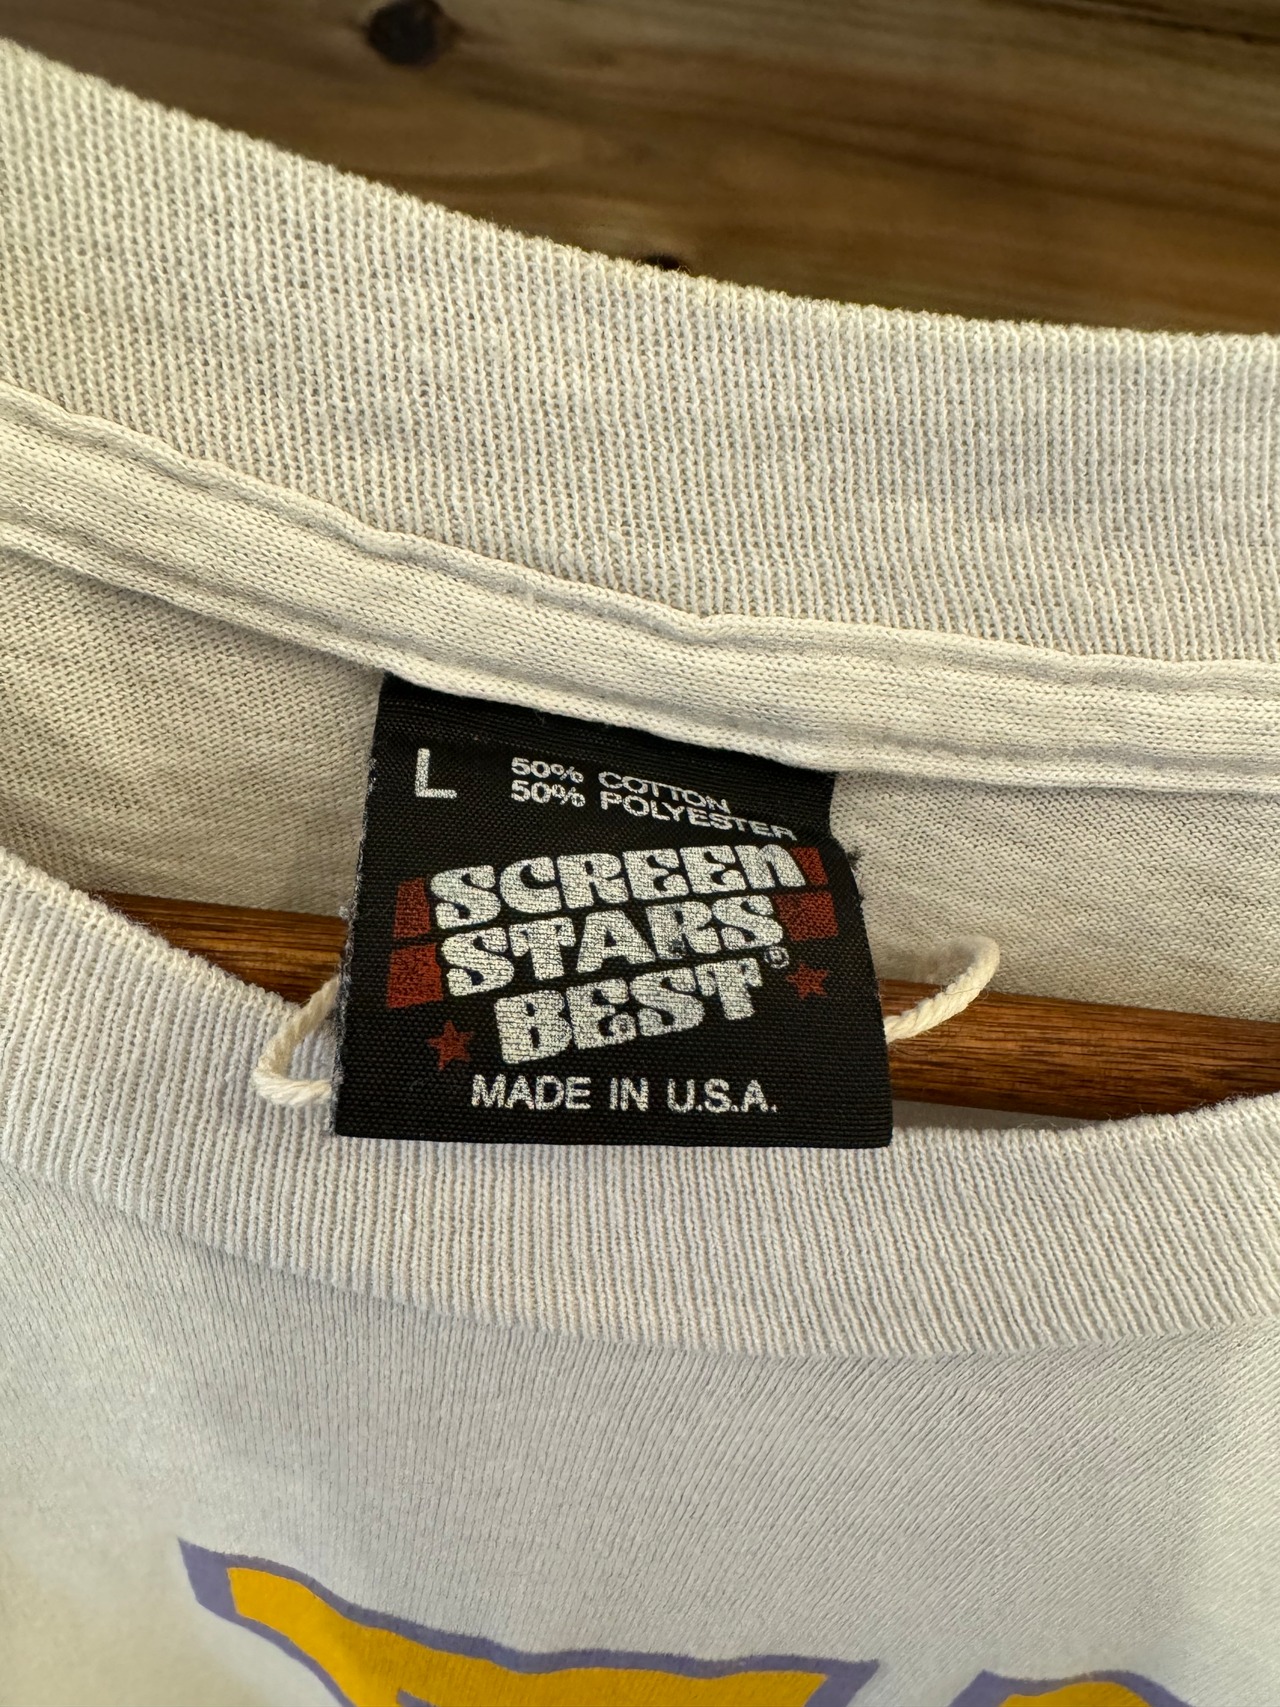 L
50% COTTON
50% POLYESTER
SCREEN
STARS
BEST®
MADE IN U.S.A.